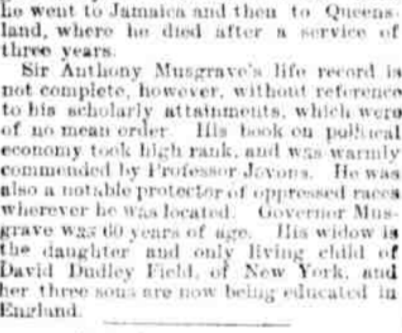 he went to Jamaica and then to Queens-
land, where he died after a service of
three years.
Sir Anthony Musgrave's life record is
not complete, however, without reference
to his scholarly attainments, which were
of no mean order. His book on political
economy took high rank, and was warmly
commended by Professor Jevons. He was
also a notable protector of oppressed races
wherever he was located. Governor Mus-
grave was 60 years of age. His widow is
the daughter and only living child of
David Dudley Field, of New York, and
her three sons are now being educated in
England.